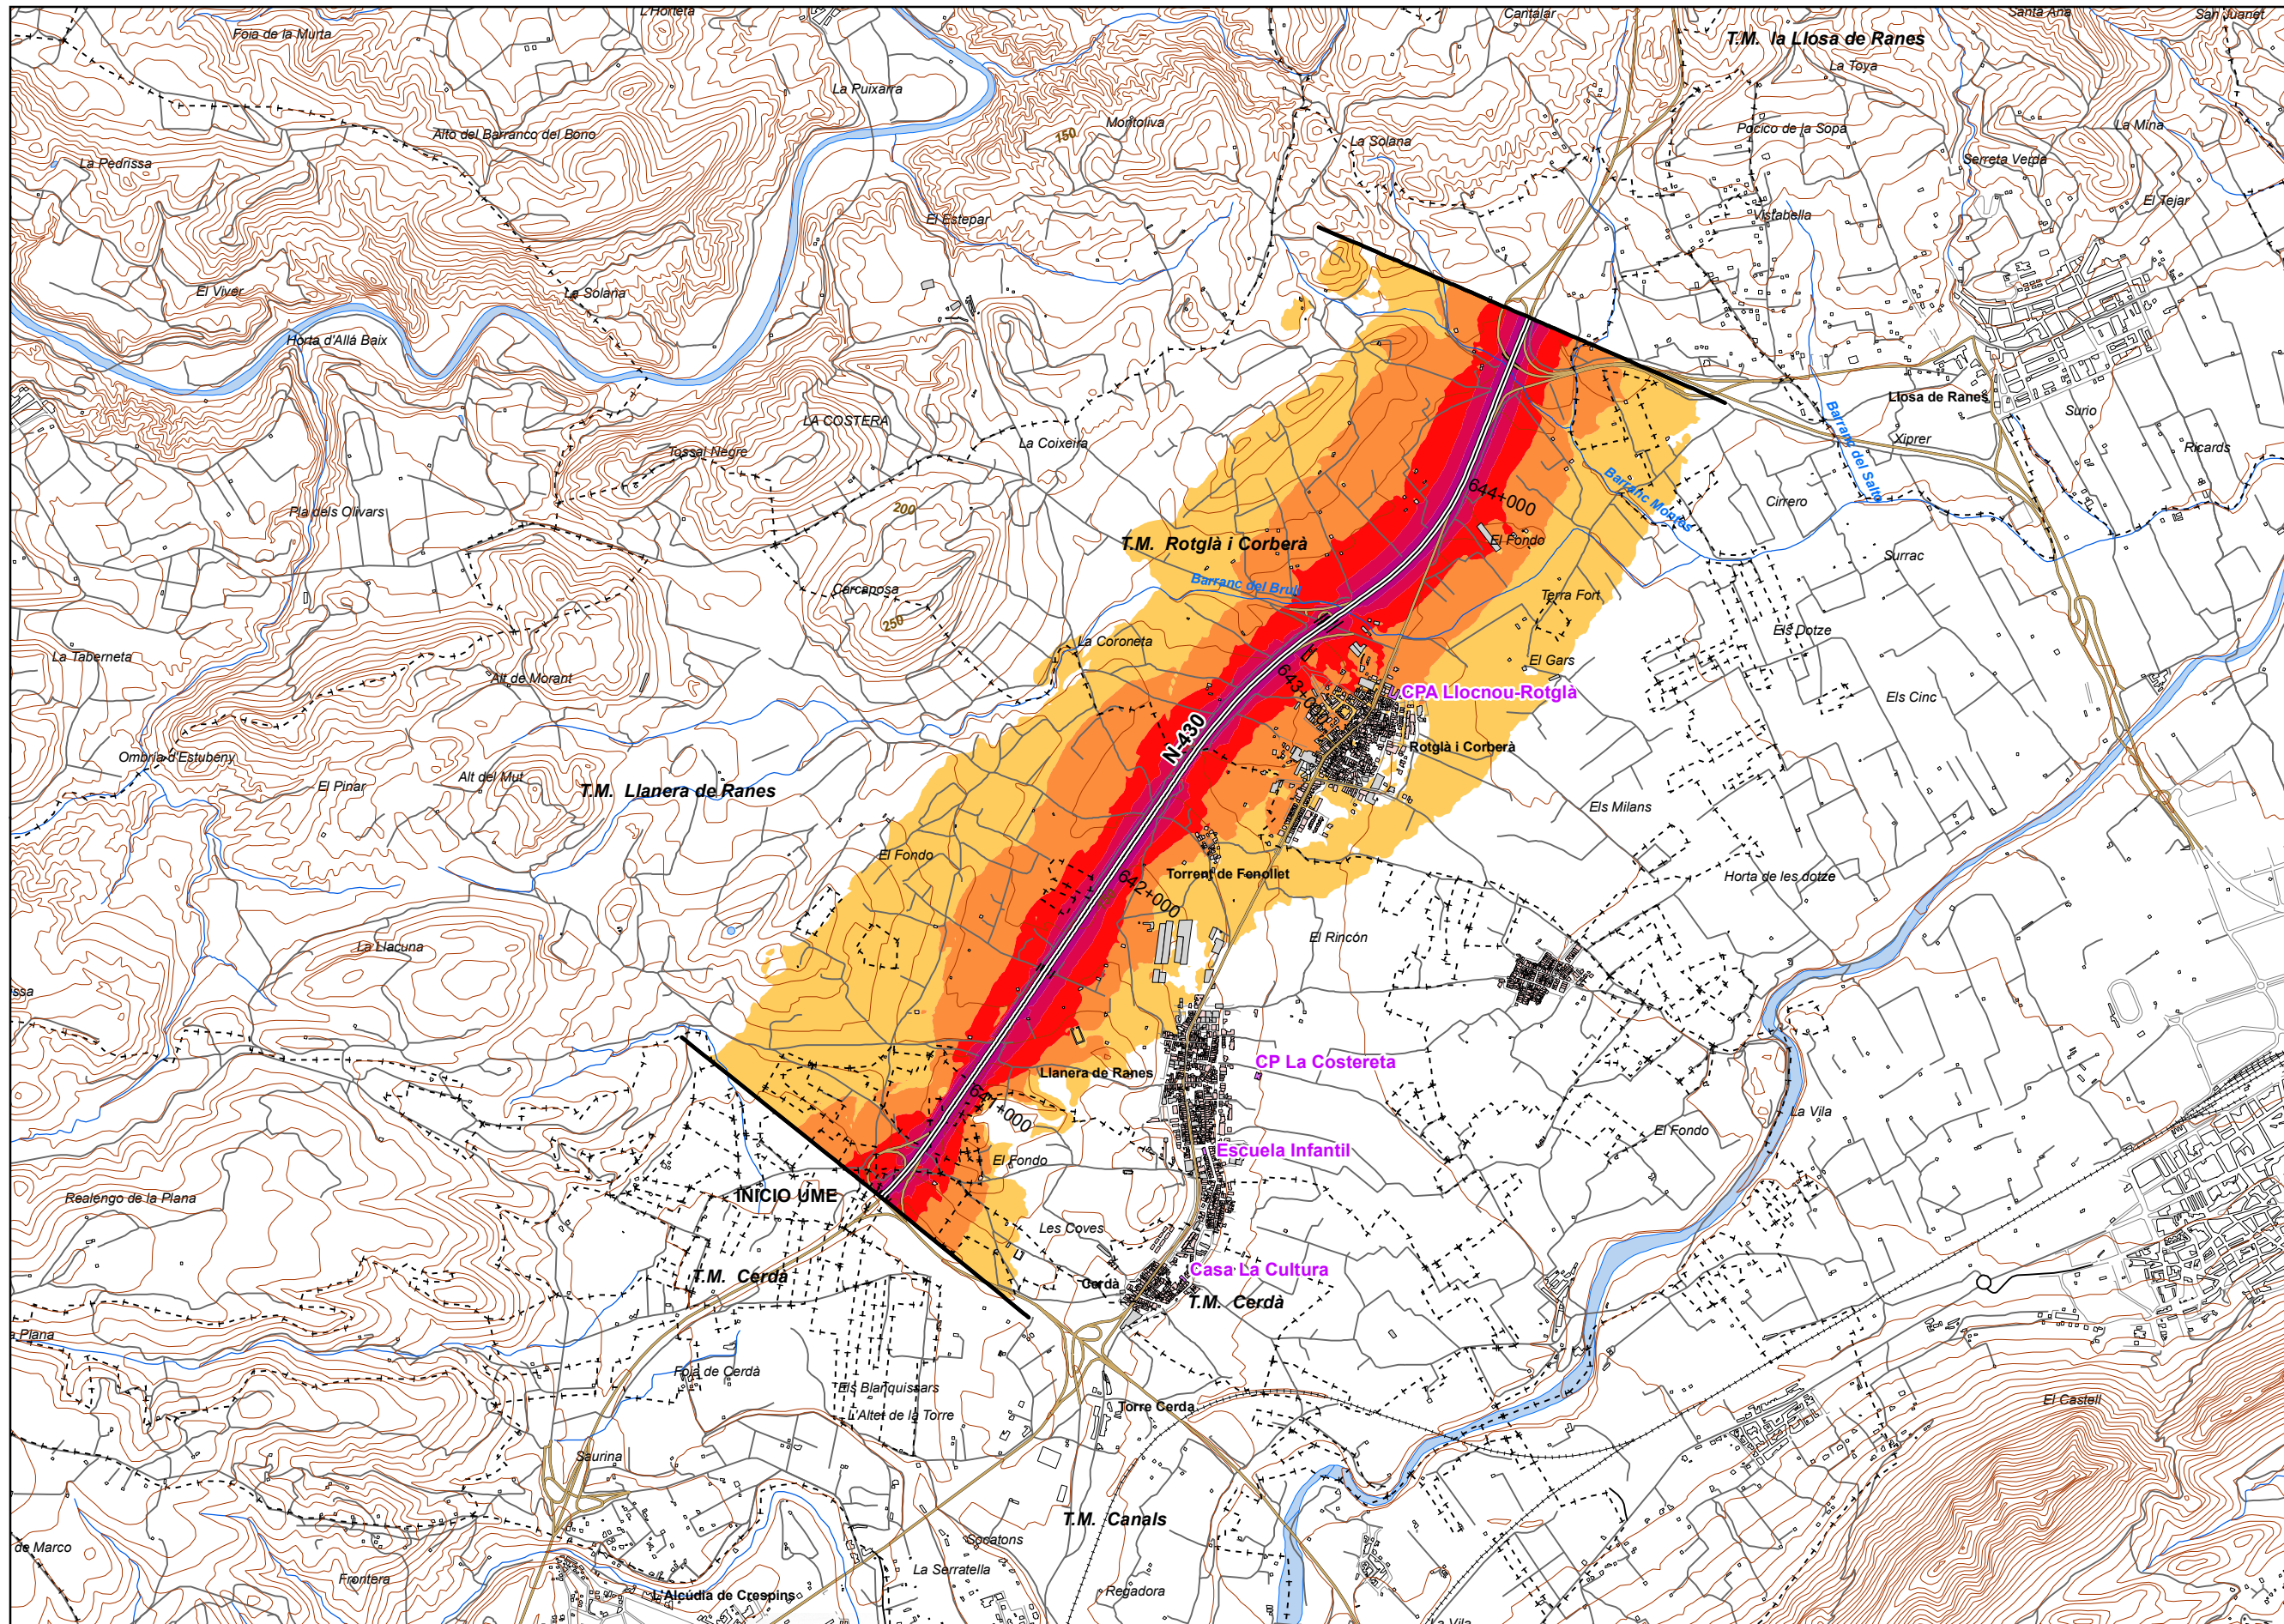 L'Horteta
Cantalar
Santa Ana
San Juanet
Foia de la Murta
T.M. la Llosa de Ranes
La Toya
La Puixarra
Montoliva
150
Alto del Barranco del Bono
La Solana
Pocico de la Sopa
La Mina
La Pedrissa
Serreta Verda
El Tejar
El Estepar
Vistabella
El Viver
La Solana
Horta d'Allá Baix
Llosa de Ranes
Surio
LA COSTERA
La Coixeira
Barranc del Salto
Xiprer
Ricards
Tossal Negre
644+000
Barranc Montes
Cirrero
Pla dels Olivars
200
T.M. Rotglà i Corberà
El Fondo
Surrac
Barranc del Brull
Carcaposa
Terra Fort
250
La Coroneta
Els Dotze
La Taberneta
Alt de Morant
El Gars
643+000
CPA Llocnou-Rotglà
Els Cinc
N-430
Rotglà i Corberà
Ombria d'Estubeny
El Pinar
Alt del Mut
T.M. Llanera de Ranes
Els Milans
El Fondo
Torrent de Fenollet
642+000
Horta de les dotze
La Llacuna
El Rincón
issa
Llanera de Ranes
CP La Costereta
641+000
La Vila
El Fondo
El Fondo
Escuela Infantil
Realengo de la Plana
INICIO UME
Les Coves
Casa La Cultura
T.M. Cerdà
Cerdà
T.M. Cerdà
a Plana
Foia de Cerdà
Els Blanquissars
El Castell
L'Altet de la Torre
Torre Cerda
Saurina
T.M. Canals
Socatons
de Marco
La Serratella
Frontera
L'Alcúdia de Crespins
Regadora
La Vila